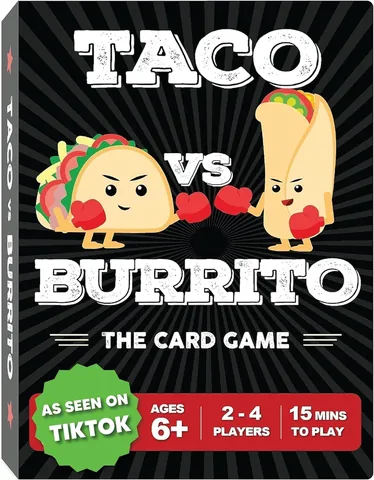 TACO
VS
BURRITO
THE CARD GAME
AS SEEN ON
TIKTOK
AGES
6+
2 - 4
PLAYERS
15 MINS
TO PLAY
TACO VS BURRITO